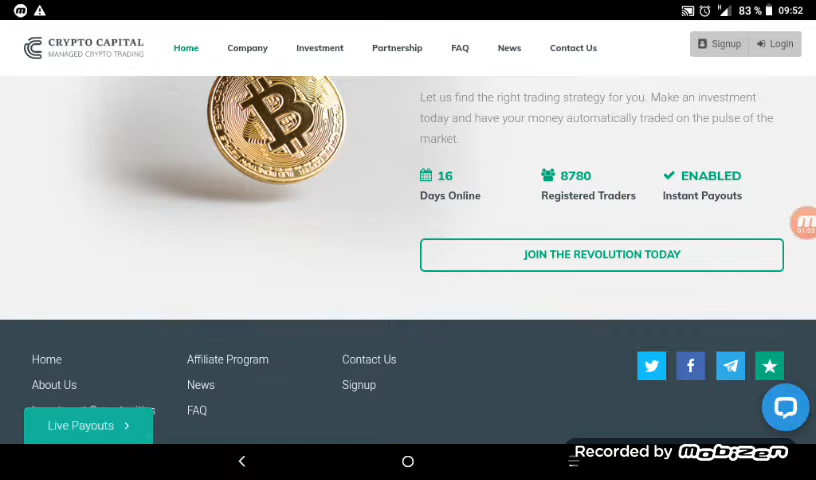 83 % 09:52
CRYPTO CAPITAL
MANAGED CRYPTO TRADING
Home Company Investment Partnership FAQ News Contact Us Signup Login
Let us find the right trading strategy for you. Make an investment
today and have your money automatically traded on the pulse of the
market.
16 8780 ENABLED
Days Online Registered Traders Instant Payouts
01:03
JOIN THE REVOLUTION TODAY
Home Affiliate Program Contact Us
About Us News Signup
FAQ
Live Payouts
Recorded by MOBIZEN